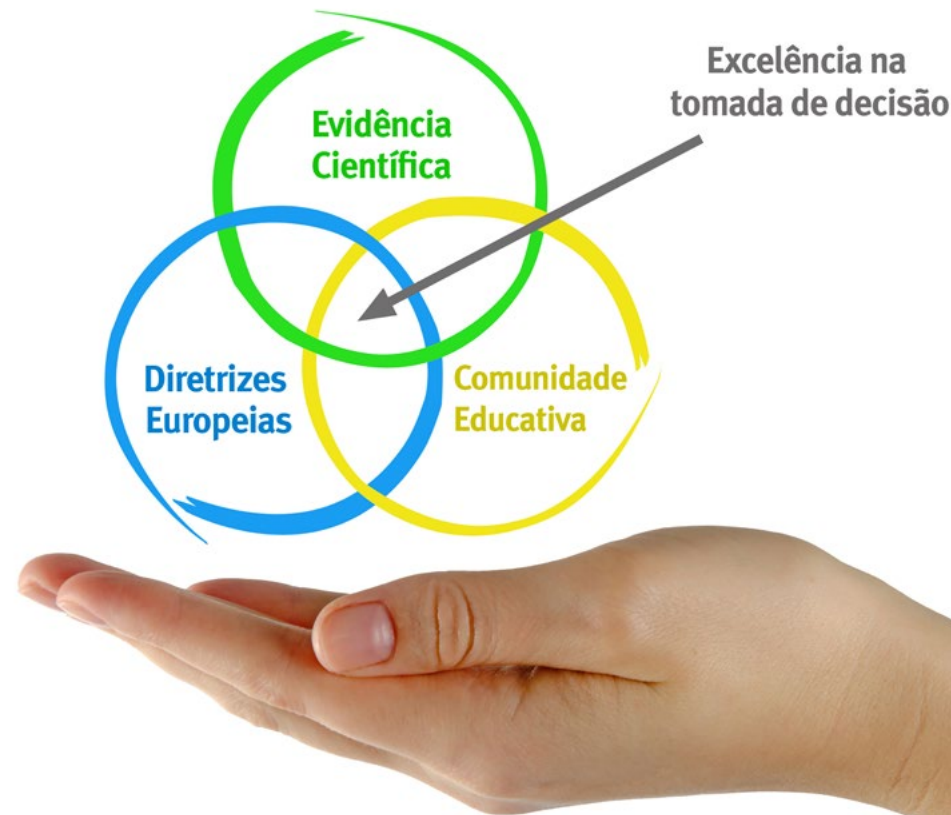 Excelência na
tomada de decisão
Evidência
Científica
Diretrizes
Europeias
Comunidade
Educativa